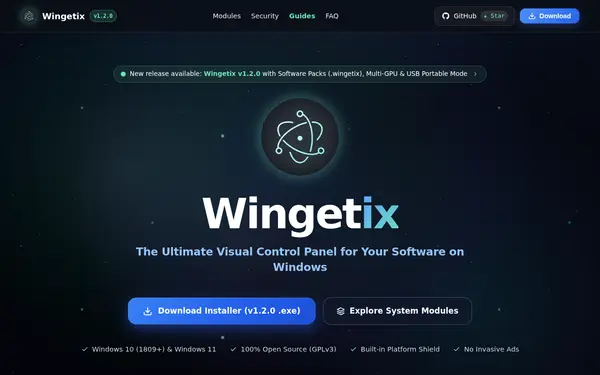 Wingetix v1.2.0 Modules Security Guides FAQ GitHub Star Download
New release available: Wingetix v1.2.0 with Software Packs (.wingetix), Multi-GPU & USB Portable Mode
Wingetix
The Ultimate Visual Control Panel for Your Software on
Windows
Download Installer (v1.2.0 .exe) Explore System Modules
Windows 10 (1809+) & Windows 11 100% Open Source (GPLv3) Built-in Platform Shield No Invasive Ads